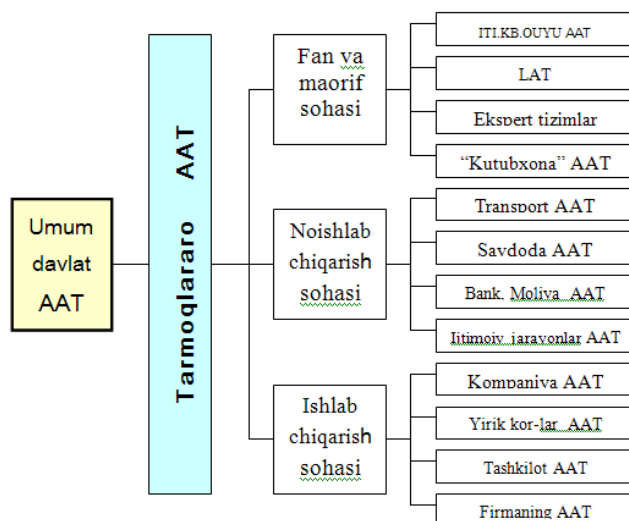 Umum
davlat
AAT
Tarmoqlararo AAT
Fan va
maorif
sohasi
ITI.KB.OUYU AAT
LAT
Ekspert tizimlar
“Kutubxona” AAT
Noishlab
chiqarish
sohasi
Transport AAT
Savdoda AAT
Bank. Moliya AAT
Ijtimoiy jarayonlar AAT
Ishlab
chiqarish
sohasi
Kompaniya AAT
Yirik kor-lar AAT
Tashkilot AAT
Firmaning AAT